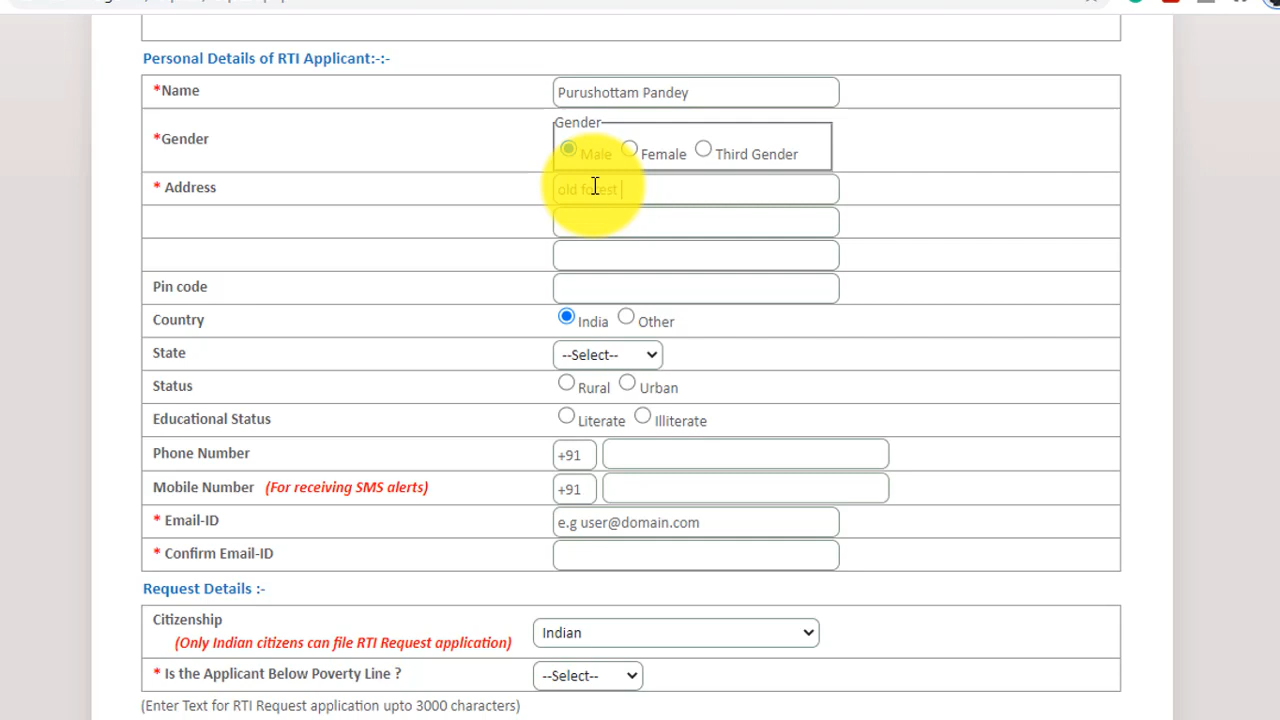 Personal Details of RTI Applicant:-:-
*Name Purushottam Pandey
Gender
*Gender Male Female Third Gender
* Address old forest
Pin code
Country India Other
State --Select--
Status Rural Urban
Educational Status Literate Illiterate
Phone Number +91
Mobile Number (For receiving SMS alerts) +91
* Email-ID e.g user@domain.com
* Confirm Email-ID
Request Details :-
Citizenship
(Only Indian citizens can file RTI Request application) Indian
* Is the Applicant Below Poverty Line ? --Select--
(Enter Text for RTI Request application upto 3000 characters)